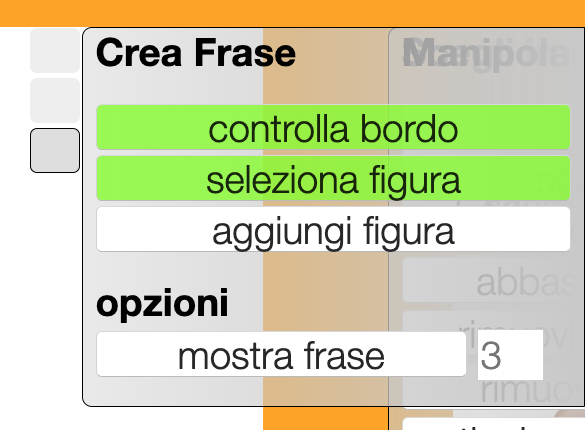 Crea Frase
Manipola
controlla bordo
seleziona figura
aggiungi figura
abbas
opzioni
rimuovi
mostra frase
3
rimuo